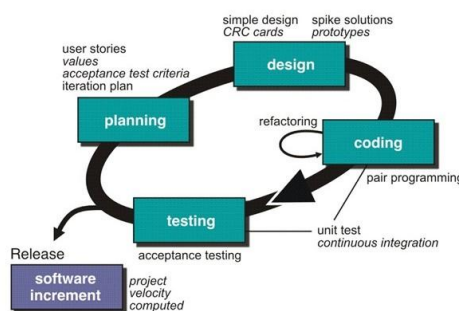 simple design
CRC cards
spike solutions
prototypes
user stories
values
acceptance test criteria
iteration plan
design
planning
refactoring
coding
pair programming
testing
unit test
continuous integration
acceptance testing
Release
software
increment
project
velocity
computed